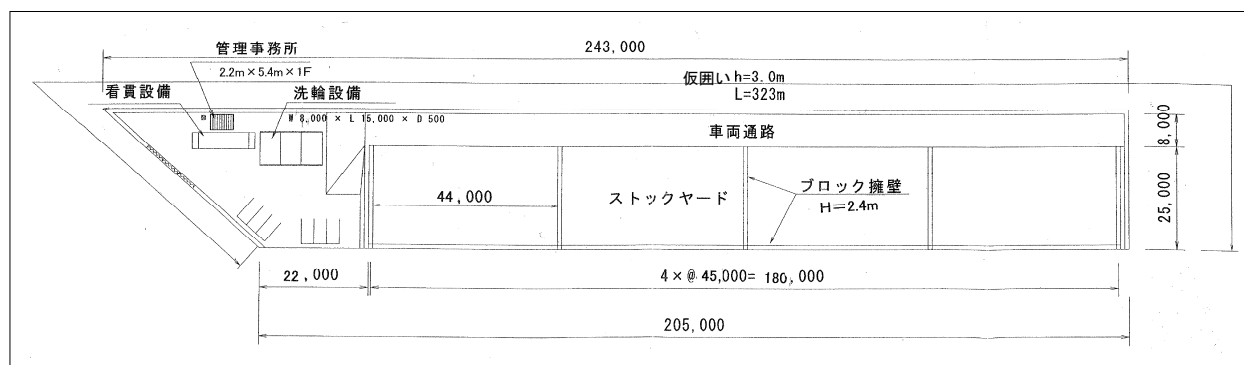 243,000
管理事務所
2.2m×5.4m×1F
仮囲い h=3.0m
L=323m
看貫設備
洗輪設備
W 8,000 × L 15,000 × D 500
車両通路
8,000
44,000
ストックヤード
ブロック擁壁
H=2.4m
25,000
22,000
4×@ 45,000= 180,000
205,000